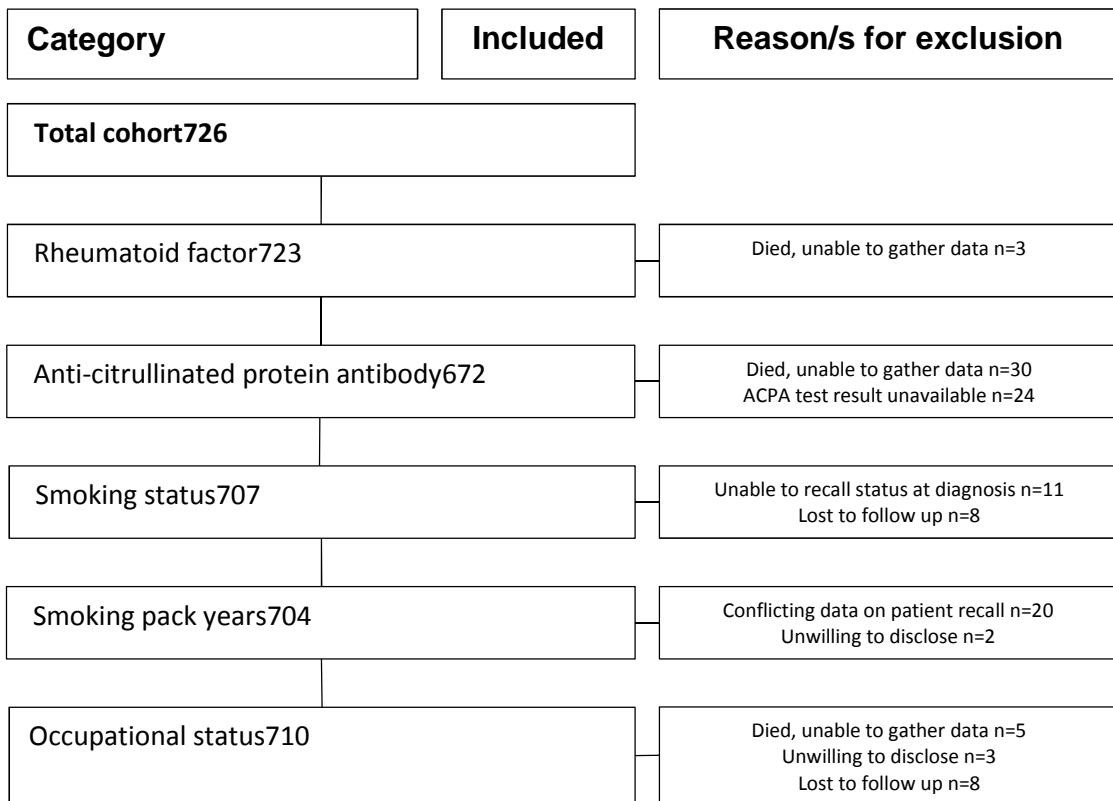 Category Included Reason/s for exclusion
Total cohort726
Rheumatoid factor723
Died, unable to gather data n=3
Anti-citrullinated protein antibody672
Died, unable to gather data n=30
ACPA test result unavailable n=24
Smoking status707
Unable to recall status at diagnosis n=11
Lost to follow up n=8
Smoking pack years704
Conflicting data on patient recall n=20
Unwilling to disclose n=2
Occupational status710
Died, unable to gather data n=5
Unwilling to disclose n=3
Lost to follow up n=8